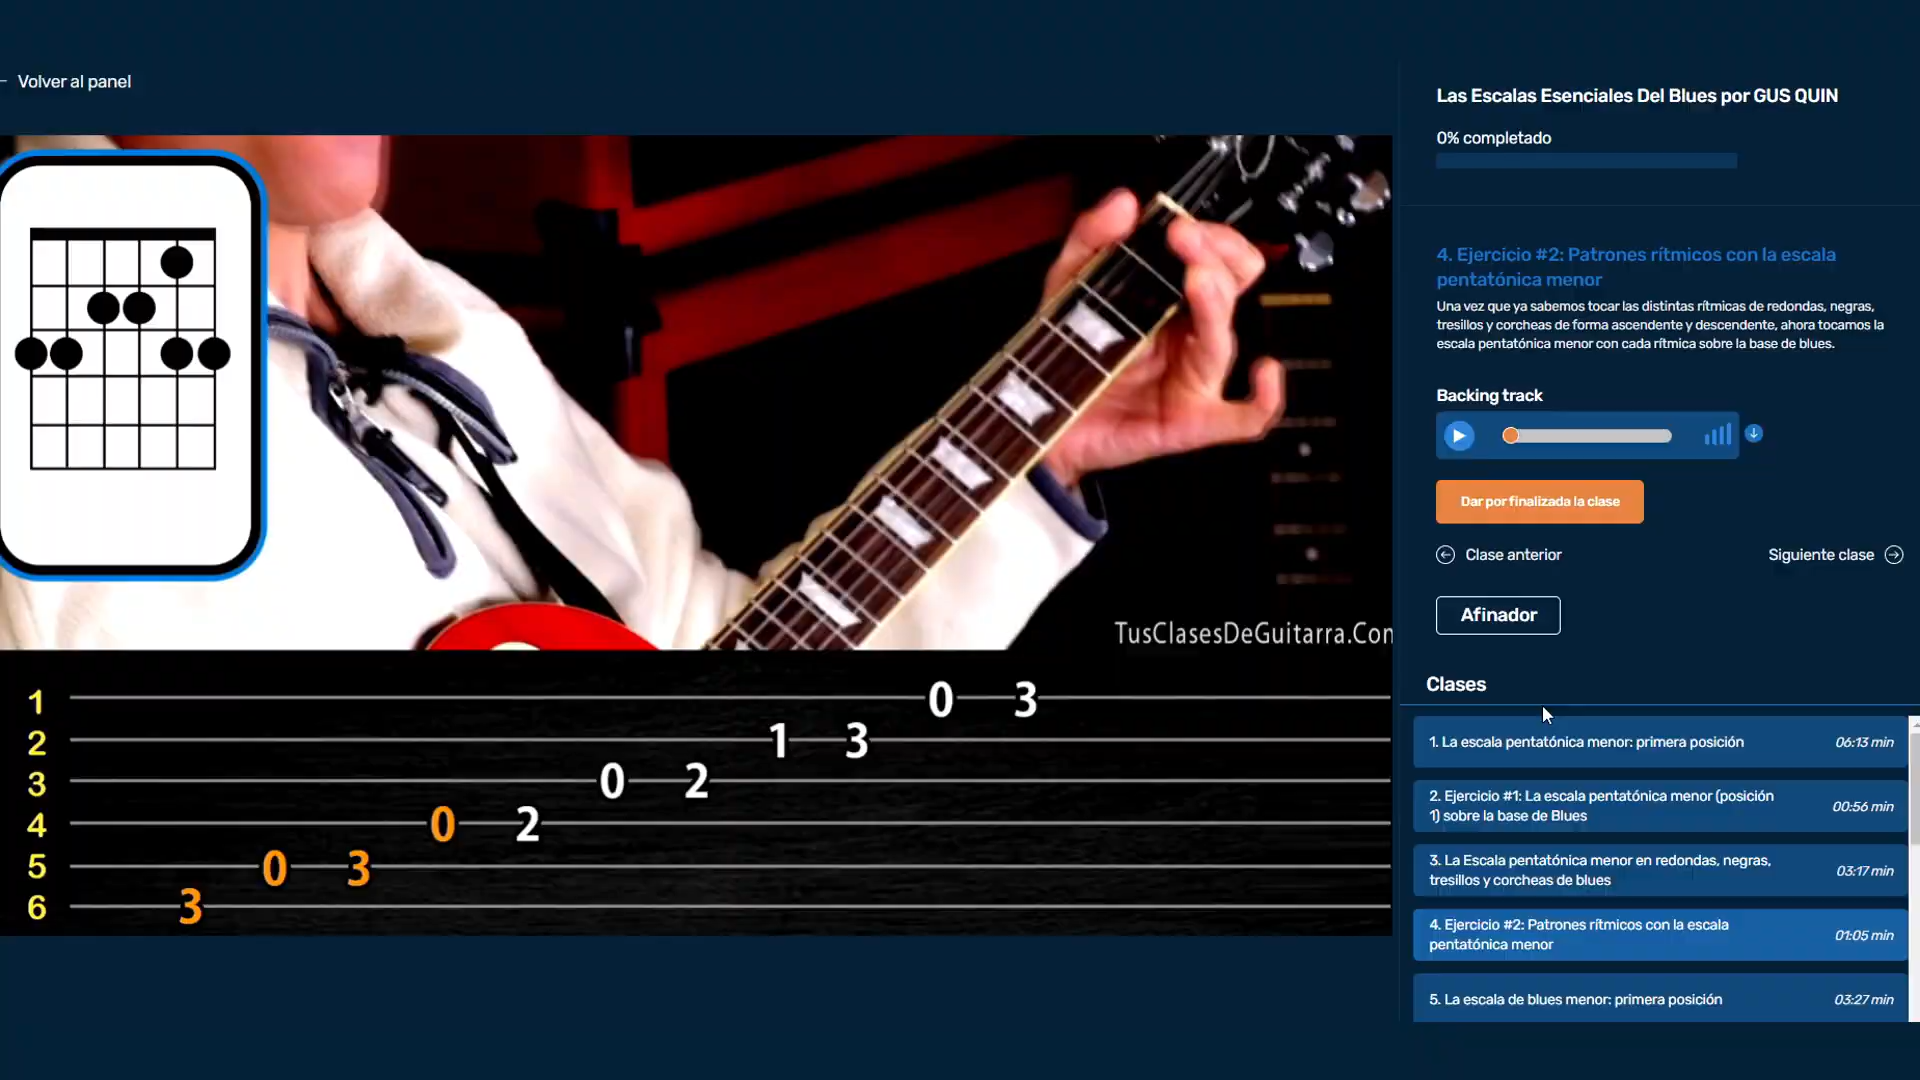 Volver al panel
TusClasesDeGuitarra.Com
1 0 3
2 1 3
3 0 2
4 0 2
5 0 3
6 3
Las Escalas Esenciales Del Blues por GUS QUIN
0% completado
4. Ejercicio #2: Patrones rítmicos con la escala
pentatónica menor
Una vez que ya sabemos tocar las distintas rítmicas de redondas, negras,
tresillos y corcheas de forma ascendente y descendente, ahora tocamos la
escala pentatónica menor con cada rítmica sobre la base de blues.
Backing track
Dar por finalizada la clase
Clase anterior
Siguiente clase
Afinador
Clases
1. La escala pentatónica menor: primera posición 06:13 min
2. Ejercicio #1: La escala pentatónica menor (posición
1) sobre la base de Blues 00:56 min
3. La Escala pentatónica menor en redondas, negras,
tresillos y corcheas de blues 03:17 min
4. Ejercicio #2: Patrones rítmicos con la escala
pentatónica menor 01:05 min
5. La escala de blues menor: primera posición 03:27 min